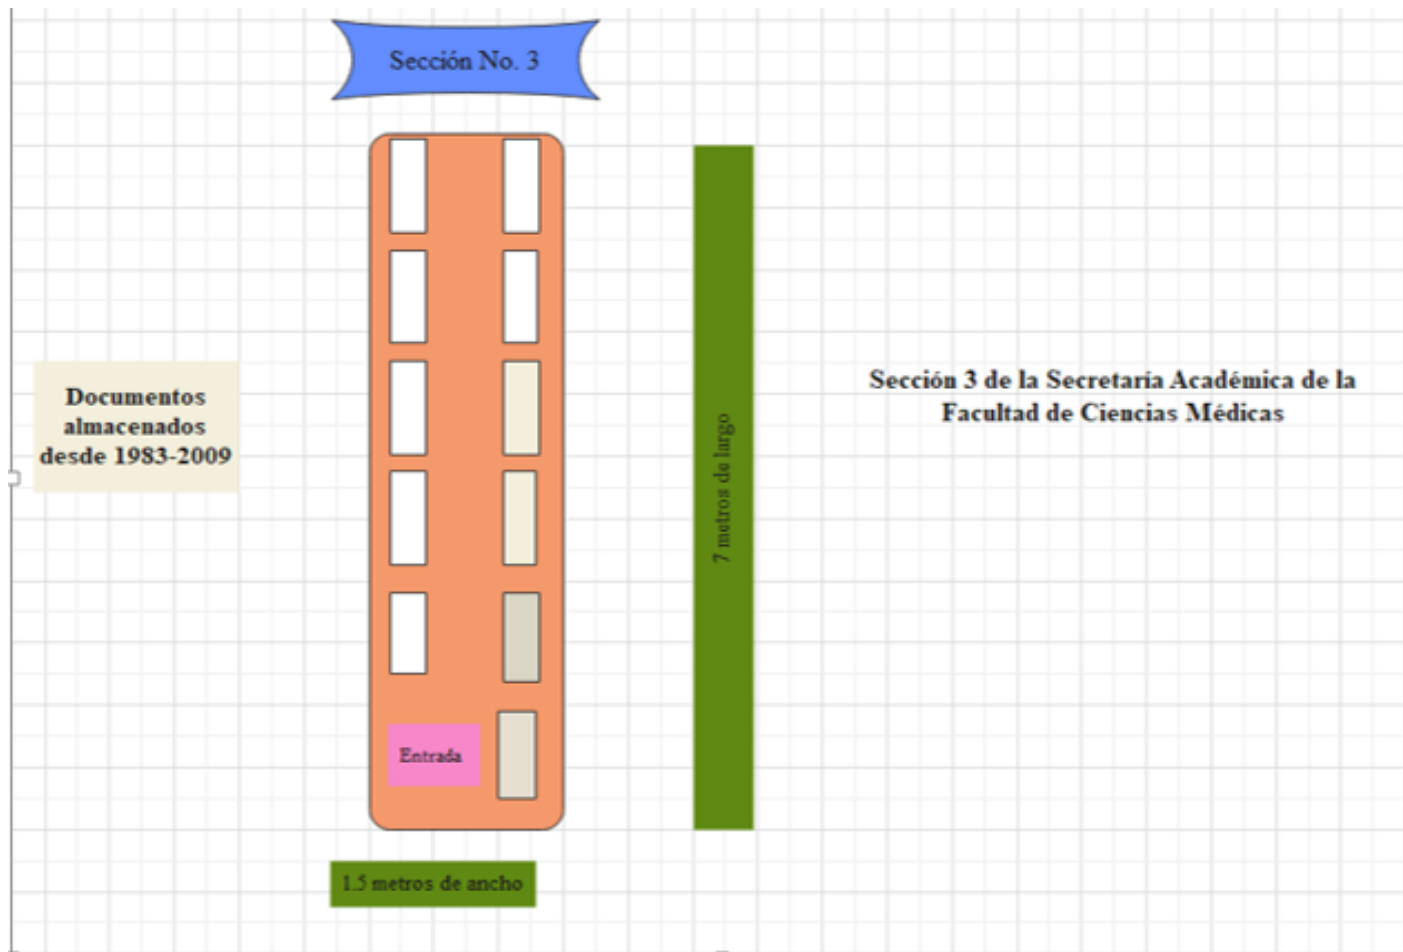 Sección No. 3
Documentos
almacenados
desde 1983-2009
7 metros de largo
Sección 3 de la Secretaría Académica de la
Facultad de Ciencias Médicas
Entrada
1.5 metros de ancho